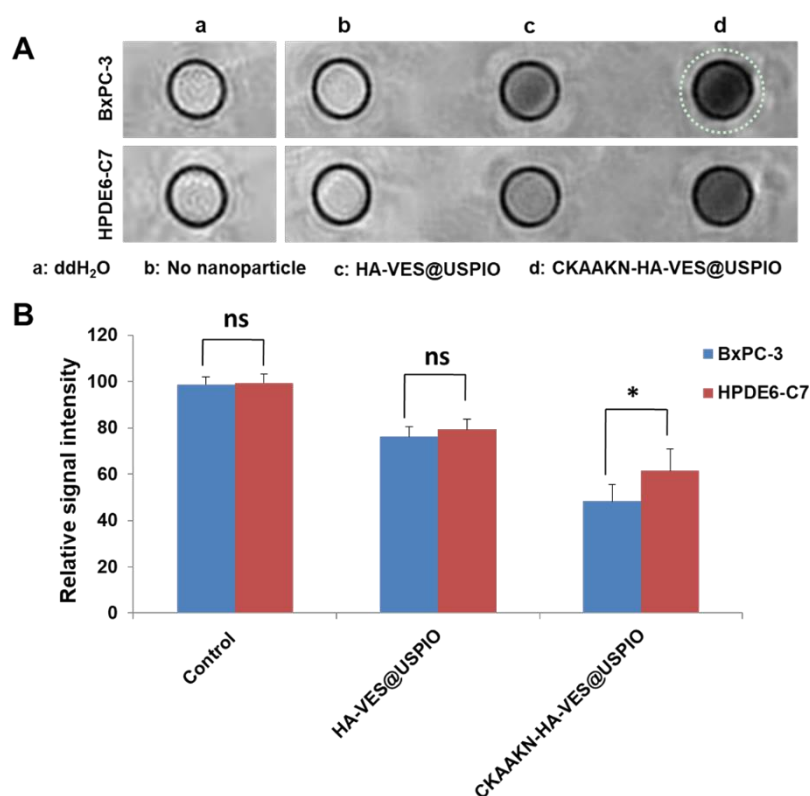 a b c d
A
BxPC-3
HPDE6-C7
a: ddH₂O b: No nanoparticle c: HA-VES@USPIO d: CKAAKN-HA-VES@USPIO
B
120
100
80
60
40
20
0
Relative signal intensity
ns
ns
*
BxPC-3
HPDE6-C7
Control
HA-VES@USPIO
CKAAKN-HA-VES@USPIO